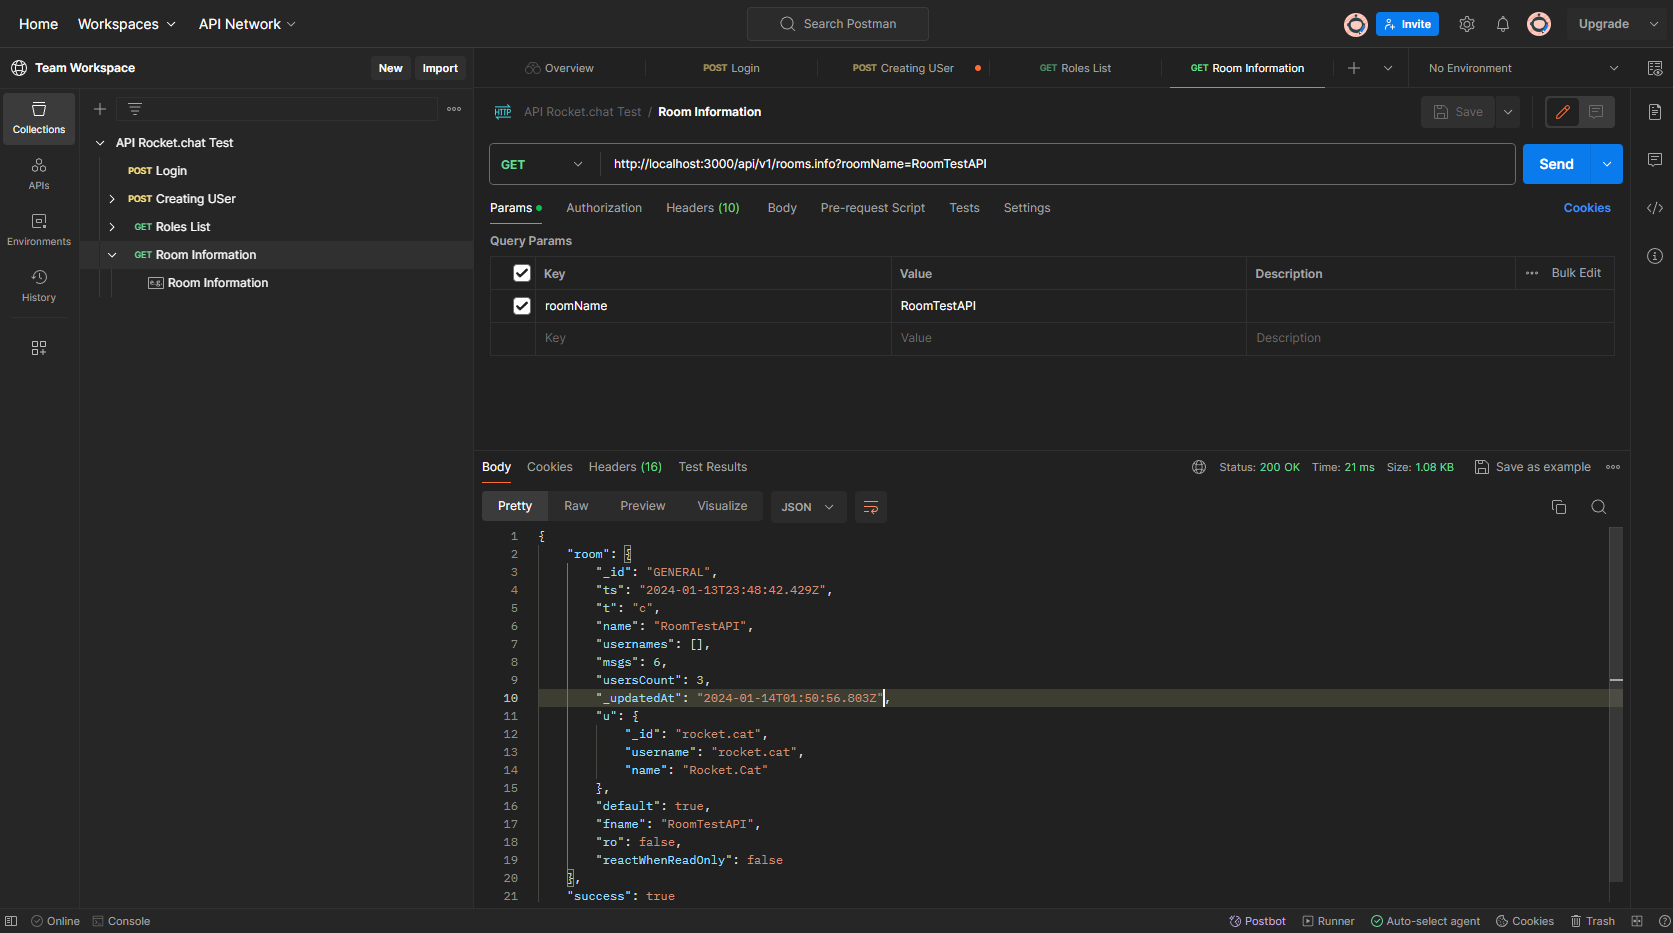 Home Workspaces API Network Search Postman Invite Upgrade
Team Workspace New Import Overview POST Login POST Creating USer GET Roles List GET Room Information No Environment
Collections
APIs
Environments
History
API Rocket.chat Test
POST Login
POST Creating USer
GET Roles List
GET Room Information
e.g. Room Information
HTTP API Rocket.chat Test / Room Information Save
GET http://localhost:3000/api/v1/rooms.info?roomName=RoomTestAPI Send
Params Authorization Headers (10) Body Pre-request Script Tests Settings Cookies
Query Params
Key Value Description Bulk Edit
roomName RoomTestAPI
Key Value Description
Body Cookies Headers (16) Test Results Status: 200 OK Time: 21 ms Size: 1.08 KB Save as example
Pretty Raw Preview Visualize JSON
1 {
2 "room": {
3 "_id": "GENERAL",
4 "ts": "2024-01-13T23:48:42.429Z",
5 "t": "c",
6 "name": "RoomTestAPI",
7 "usernames": [],
8 "msgs": 6,
9 "usersCount": 3,
10 "_updatedAt": "2024-01-14T01:50:56.803Z",
11 "u": {
12 "_id": "rocket.cat",
13 "username": "rocket.cat",
14 "name": "Rocket.Cat"
15 },
16 "default": true,
17 "fname": "RoomTestAPI",
18 "ro": false,
19 "reactWhenReadOnly": false
20 },
21 "success": true
Online Console Postbot Runner Auto-select agent Cookies Trash